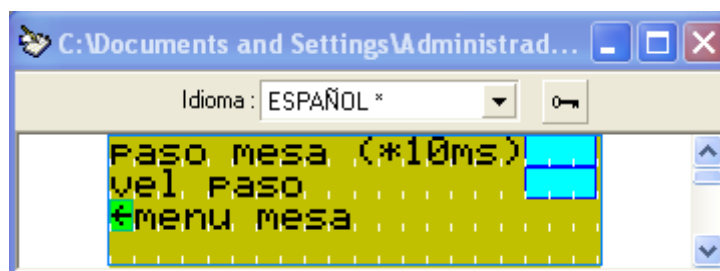 C:\Documents and Settings\Administrad...
Idioma : ESPAÑOL *
paso mesa (*10ms)
vel paso
←menu mesa